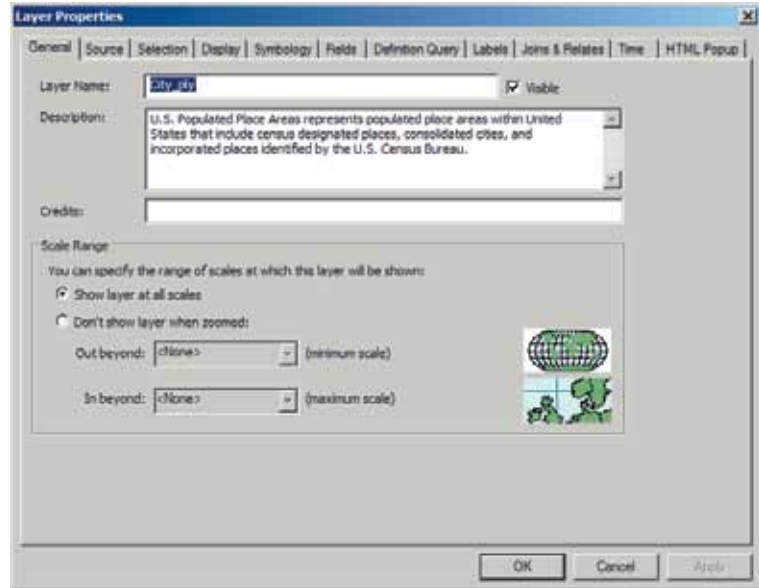 Layer Properties
General Source Selection Display Symbology Fields Definition Query Labels Joins & Relates Time HTML Popup
Layer Name: City_ply Visible
Description: U.S. Populated Place Areas represents populated place areas within United
States that include census designated places, consolidated cities, and
incorporated places identified by the U.S. Census Bureau.
Credits:
Scale Range
You can specify the range of scales at which this layer will be shown:
Show layer at all scales
Don't show layer when zoomed:
Out beyond: <None> (minimum scale)
In beyond: <None> (maximum scale)
OK Cancel Apply